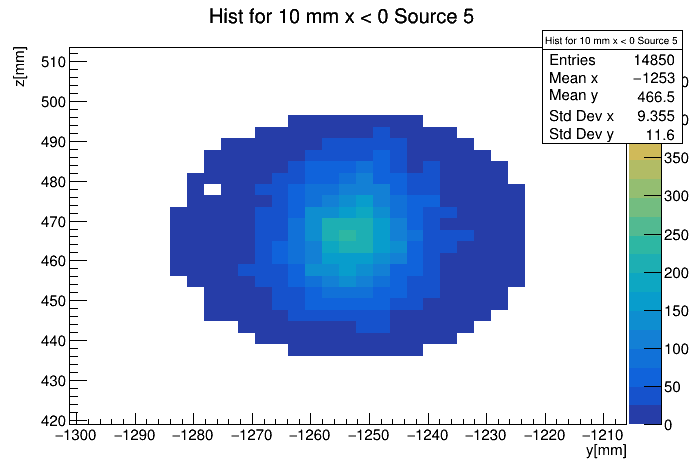 Hist for 10 mm x < 0 Source 5
z[mm]
Hist for 10 mm x < 0 Source 5
Entries 14850
Mean x −1253
Mean y 466.5
Std Dev x 9.355
Std Dev y 11.6
510
500
490
480
470
460
450
440
430
420
350
300
250
200
150
100
50
0
−1300 −1290 −1280 −1270 −1260 −1250 −1240 −1230 −1220 −1210
y[mm]